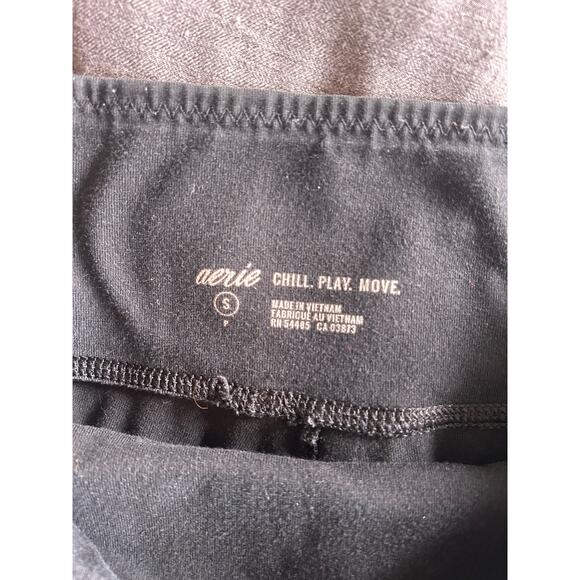 aerie CHILL. PLAY. MOVE.
S
P
MADE IN VIETNAM
FABRIQUE AU VIETNAM
RN 54485 CA 03873